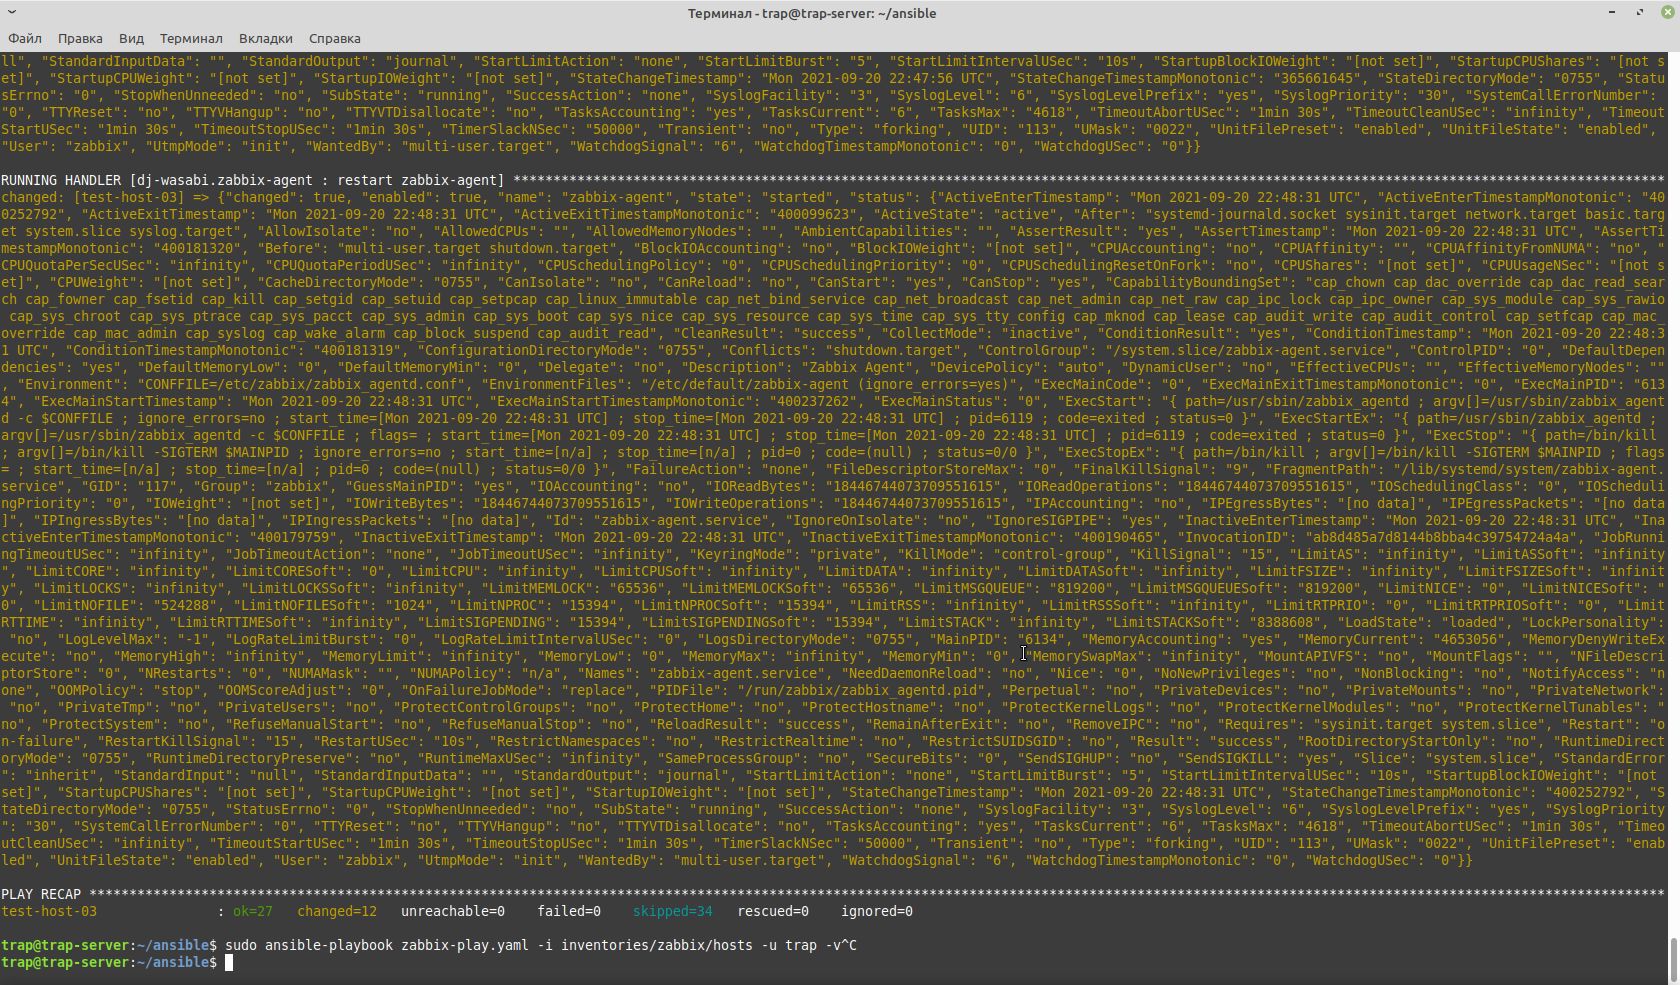 Терминал - trap@trap-server: ~/ansible
Файл Правка Вид Терминал Вкладки Справка
ll", "StandardInputData": "", "StandardOutput": "journal", "StartLimitAction": "none", "StartLimitBurst": "5", "StartLimitIntervalUSec": "10s", "StartupBlockIOWeight": "[not set]", "StartupCPUShares": "[not s
et]", "StartupCPUWeight": "[not set]", "StartupIOWeight": "[not set]", "StateChangeTimestamp": "Mon 2021-09-20 22:47:56 UTC", "StateChangeTimestampMonotonic": "365661645", "StateDirectoryMode": "0755", "Statu
sErrno": "0", "StopWhenUnneeded": "no", "SubState": "running", "SuccessAction": "none", "SyslogFacility": "3", "SyslogLevel": "6", "SyslogLevelPrefix": "yes", "SyslogPriority": "30", "SystemCallErrorNumber":
"0", "TTYReset": "no", "TTYVHangup": "no", "TTYVTDisallocate": "no", "TasksAccounting": "yes", "TasksCurrent": "6", "TasksMax": "4618", "TimeoutAbortUSec": "1min 30s", "TimeoutCleanUSec": "infinity", "Timeout
StartUSec": "1min 30s", "TimeoutStopUSec": "1min 30s", "TimerSlackNSec": "50000", "Transient": "no", "Type": "forking", "UID": "113", "UMask": "0022", "UnitFilePreset": "enabled", "UnitFileState": "enabled",
"User": "zabbix", "UtmpMode": "init", "WantedBy": "multi-user.target", "WatchdogSignal": "6", "WatchdogTimestampMonotonic": "0", "WatchdogUSec": "0"}}
RUNNING HANDLER [dj-wasabi.zabbix-agent : restart zabbix-agent] ************************************************************************************************************************************************
changed: [test-host-03] => {"changed": true, "enabled": true, "name": "zabbix-agent", "state": "started", "status": {"ActiveEnterTimestamp": "Mon 2021-09-20 22:48:31 UTC", "ActiveEnterTimestampMonotonic": "40
0252792", "ActiveExitTimestamp": "Mon 2021-09-20 22:48:31 UTC", "ActiveExitTimestampMonotonic": "400099623", "ActiveState": "active", "After": "systemd-journald.socket sysinit.target network.target basic.targ
et system.slice syslog.target", "AllowIsolate": "no", "AllowedCPUs": "", "AllowedMemoryNodes": "", "AmbientCapabilities": "", "AssertResult": "yes", "AssertTimestamp": "Mon 2021-09-20 22:48:31 UTC", "AssertTi
mestampMonotonic": "400181320", "Before": "multi-user.target shutdown.target", "BlockIOAccounting": "no", "BlockIOWeight": "[not set]", "CPUAccounting": "no", "CPUAffinity": "", "CPUAffinityFromNUMA": "no",
"CPUQuotaPerSecUSec": "infinity", "CPUQuotaPeriodUSec": "infinity", "CPUSchedulingPolicy": "0", "CPUSchedulingPriority": "0", "CPUSchedulingResetOnFork": "no", "CPUShares": "[not set]", "CPUUsageNSec": "[not s
et]", "CPUWeight": "[not set]", "CacheDirectoryMode": "0755", "CanIsolate": "no", "CanReload": "no", "CanStart": "yes", "CanStop": "yes", "CapabilityBoundingSet": "cap_chown cap_dac_override cap_dac_read_sear
ch cap_fowner cap_fsetid cap_kill cap_setgid cap_setuid cap_setpcap cap_linux_immutable cap_net_bind_service cap_net_broadcast cap_net_admin cap_net_raw cap_ipc_lock cap_ipc_owner cap_sys_module cap_sys_rawio
cap_sys_chroot cap_sys_ptrace cap_sys_pacct cap_sys_admin cap_sys_boot cap_sys_nice cap_sys_resource cap_sys_time cap_sys_tty_config cap_mknod cap_lease cap_audit_write cap_audit_control cap_setfcap cap_mac_
override cap_mac_admin cap_syslog cap_wake_alarm cap_block_suspend cap_audit_read", "CleanResult": "success", "CollectMode": "inactive", "ConditionResult": "yes", "ConditionTimestamp": "Mon 2021-09-20 22:48:3
1 UTC", "ConditionTimestampMonotonic": "400181319", "ConfigurationDirectoryMode": "0755", "Conflicts": "shutdown.target", "ControlGroup": "/system.slice/zabbix-agent.service", "ControlPID": "0", "DefaultDepen
dencies": "yes", "DefaultMemoryLow": "0", "DefaultMemoryMin": "0", "Delegate": "no", "Description": "Zabbix Agent", "DevicePolicy": "auto", "DynamicUser": "no", "EffectiveCPUs": "", "EffectiveMemoryNodes": ""
, "Environment": "CONFFILE=/etc/zabbix/zabbix_agentd.conf", "EnvironmentFiles": "/etc/default/zabbix-agent (ignore_errors=yes)", "ExecMainCode": "0", "ExecMainExitTimestampMonotonic": "0", "ExecMainPID": "613
4", "ExecMainStartTimestamp": "Mon 2021-09-20 22:48:31 UTC", "ExecMainStartTimestampMonotonic": "400237262", "ExecMainStatus": "0", "ExecStart": "{ path=/usr/sbin/zabbix_agentd ; argv[]=/usr/sbin/zabbix_agent
d -c $CONFFILE ; ignore_errors=no ; start_time=[Mon 2021-09-20 22:48:31 UTC] ; stop_time=[Mon 2021-09-20 22:48:31 UTC] ; pid=6119 ; code=exited ; status=0 }", "ExecStartEx": "{ path=/usr/sbin/zabbix_agentd ;
argv[]=/usr/sbin/zabbix_agentd -c $CONFFILE ; flags= ; start_time=[Mon 2021-09-20 22:48:31 UTC] ; stop_time=[Mon 2021-09-20 22:48:31 UTC] ; pid=6119 ; code=exited ; status=0 }", "ExecStop": "{ path=/bin/kill
; argv[]=/bin/kill -SIGTERM $MAINPID ; ignore_errors=no ; start_time=[n/a] ; stop_time=[n/a] ; pid=0 ; code=(null) ; status=0/0 }", "ExecStopEx": "{ path=/bin/kill ; argv[]=/bin/kill -SIGTERM $MAINPID ; flags
= ; start_time=[n/a] ; stop_time=[n/a] ; pid=0 ; code=(null) ; status=0/0 }", "FailureAction": "none", "FileDescriptorStoreMax": "0", "FinalKillSignal": "9", "FragmentPath": "/lib/systemd/system/zabbix-agent.
service", "GID": "117", "Group": "zabbix", "GuessMainPID": "yes", "IOAccounting": "no", "IOReadBytes": "18446744073709551615", "IOReadOperations": "18446744073709551615", "IOSchedulingClass": "0", "IOScheduli
ngPriority": "0", "IOWeight": "[not set]", "IOWriteBytes": "18446744073709551615", "IOWriteOperations": "18446744073709551615", "IPAccounting": "no", "IPEgressBytes": "[no data]", "IPEgressPackets": "[no data
]", "IPIngressBytes": "[no data]", "IPIngressPackets": "[no data]", "Id": "zabbix-agent.service", "IgnoreOnIsolate": "no", "IgnoreSIGPIPE": "yes", "InactiveEnterTimestamp": "Mon 2021-09-20 22:48:31 UTC", "Ina
ctiveEnterTimestampMonotonic": "400179759", "InactiveExitTimestamp": "Mon 2021-09-20 22:48:31 UTC", "InactiveExitTimestampMonotonic": "400190465", "InvocationID": "ab8d485a7d8144b8bba4c39754724a4a", "JobRunni
ngTimeoutUSec": "infinity", "JobTimeoutAction": "none", "JobTimeoutUSec": "infinity", "KeyringMode": "private", "KillMode": "control-group", "KillSignal": "15", "LimitAS": "infinity", "LimitASSoft": "infinity
", "LimitCORE": "infinity", "LimitCORESoft": "0", "LimitCPU": "infinity", "LimitCPUSoft": "infinity", "LimitDATA": "infinity", "LimitDATASoft": "infinity", "LimitFSIZE": "infinity", "LimitFSIZESoft": "infinit
y", "LimitLOCKS": "infinity", "LimitLOCKSSoft": "infinity", "LimitMEMLOCK": "65536", "LimitMEMLOCKSoft": "65536", "LimitMSGQUEUE": "819200", "LimitMSGQUEUESoft": "819200", "LimitNICE": "0", "LimitNICESoft": "
0", "LimitNOFILE": "524288", "LimitNOFILESoft": "1024", "LimitNPROC": "15394", "LimitNPROCSoft": "15394", "LimitRSS": "infinity", "LimitRSSSoft": "infinity", "LimitRTPRIO": "0", "LimitRTPRIOSoft": "0", "Limit
RTTIME": "infinity", "LimitRTTIMESoft": "infinity", "LimitSIGPENDING": "15394", "LimitSIGPENDINGSoft": "15394", "LimitSTACK": "infinity", "LimitSTACKSoft": "8388608", "LoadState": "loaded", "LockPersonality":
"no", "LogLevelMax": "-1", "LogRateLimitBurst": "0", "LogRateLimitIntervalUSec": "0", "LogsDirectoryMode": "0755", "MainPID": "6134", "MemoryAccounting": "yes", "MemoryCurrent": "4653056", "MemoryDenyWriteEx
ecute": "no", "MemoryHigh": "infinity", "MemoryLimit": "infinity", "MemoryLow": "0", "MemoryMax": "infinity", "MemoryMin": "0", "MemorySwapMax": "infinity", "MountAPIVFS": "no", "MountFlags": "", "NFileDescri
ptorStore": "0", "NRestarts": "0", "NUMAMask": "", "NUMAPolicy": "n/a", "Names": "zabbix-agent.service", "NeedDaemonReload": "no", "Nice": "0", "NoNewPrivileges": "no", "NonBlocking": "no", "NotifyAccess": "n
one", "OOMPolicy": "stop", "OOMScoreAdjust": "0", "OnFailureJobMode": "replace", "PIDFile": "/run/zabbix/zabbix_agentd.pid", "Perpetual": "no", "PrivateDevices": "no", "PrivateMounts": "no", "PrivateNetwork":
"no", "PrivateTmp": "no", "PrivateUsers": "no", "ProtectControlGroups": "no", "ProtectHome": "no", "ProtectHostname": "no", "ProtectKernelLogs": "no", "ProtectKernelModules": "no", "ProtectKernelTunables": "
no", "ProtectSystem": "no", "RefuseManualStart": "no", "RefuseManualStop": "no", "ReloadResult": "success", "RemainAfterExit": "no", "RemoveIPC": "no", "Requires": "sysinit.target system.slice", "Restart": "o
n-failure", "RestartKillSignal": "15", "RestartUSec": "10s", "RestrictNamespaces": "no", "RestrictRealtime": "no", "RestrictSUIDSGID": "no", "Result": "success", "RootDirectoryStartOnly": "no", "RuntimeDirect
oryMode": "0755", "RuntimeDirectoryPreserve": "no", "RuntimeMaxUSec": "infinity", "SameProcessGroup": "no", "SecureBits": "0", "SendSIGHUP": "no", "SendSIGKILL": "yes", "Slice": "system.slice", "StandardError
": "inherit", "StandardInput": "null", "StandardInputData": "", "StandardOutput": "journal", "StartLimitAction": "none", "StartLimitBurst": "5", "StartLimitIntervalUSec": "10s", "StartupBlockIOWeight": "[not
set]", "StartupCPUShares": "[not set]", "StartupCPUWeight": "[not set]", "StartupIOWeight": "[not set]", "StateChangeTimestamp": "Mon 2021-09-20 22:48:31 UTC", "StateChangeTimestampMonotonic": "400252792", "S
tateDirectoryMode": "0755", "StatusErrno": "0", "StopWhenUnneeded": "no", "SubState": "running", "SuccessAction": "none", "SyslogFacility": "3", "SyslogLevel": "6", "SyslogLevelPrefix": "yes", "SyslogPriority
": "30", "SystemCallErrorNumber": "0", "TTYReset": "no", "TTYVHangup": "no", "TTYVTDisallocate": "no", "TasksAccounting": "yes", "TasksCurrent": "6", "TasksMax": "4618", "TimeoutAbortUSec": "1min 30s", "Timeo
utCleanUSec": "infinity", "TimeoutStartUSec": "1min 30s", "TimeoutStopUSec": "1min 30s", "TimerSlackNSec": "50000", "Transient": "no", "Type": "forking", "UID": "113", "UMask": "0022", "UnitFilePreset": "enab
led", "UnitFileState": "enabled", "User": "zabbix", "UtmpMode": "init", "WantedBy": "multi-user.target", "WatchdogSignal": "6", "WatchdogTimestampMonotonic": "0", "WatchdogUSec": "0"}}
PLAY RECAP *****************************************************************************************************************************************************************************************************
test-host-03 : ok=27 changed=12 unreachable=0 failed=0 skipped=34 rescued=0 ignored=0
trap@trap-server:~/ansible$ sudo ansible-playbook zabbix-play.yaml -i inventories/zabbix/hosts -u trap -v^C
trap@trap-server:~/ansible$